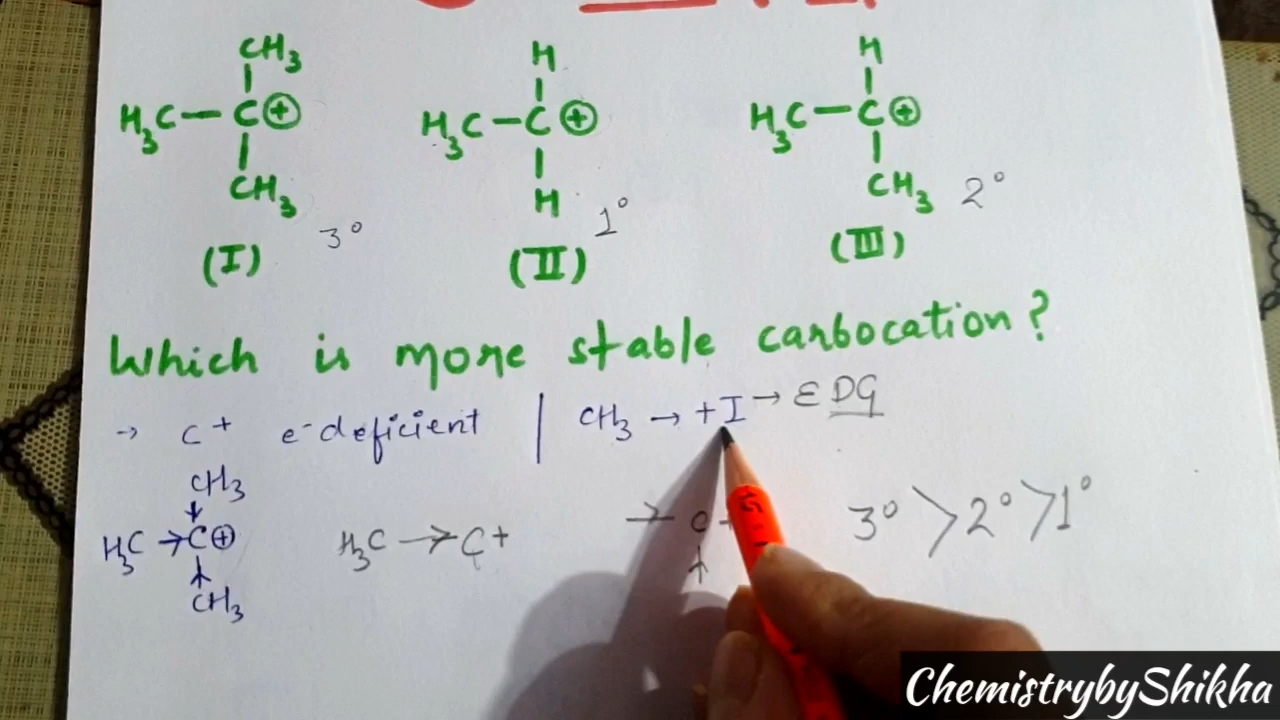 CH₃
H₃C — C ⊕
CH₃
3°
(I)
H
H₃C — C ⊕
H
1°
(II)
H
H₃C — C ⊕
CH₃
2°
(III)
Which is more stable carbocation?
→ C+ e⁻ deficient | CH₃ → +I → EDG
CH₃
H₃C → C ⊕
CH₃
H₃C → C+
→ C +
3° > 2° > 1°
ChemistrybyShikha